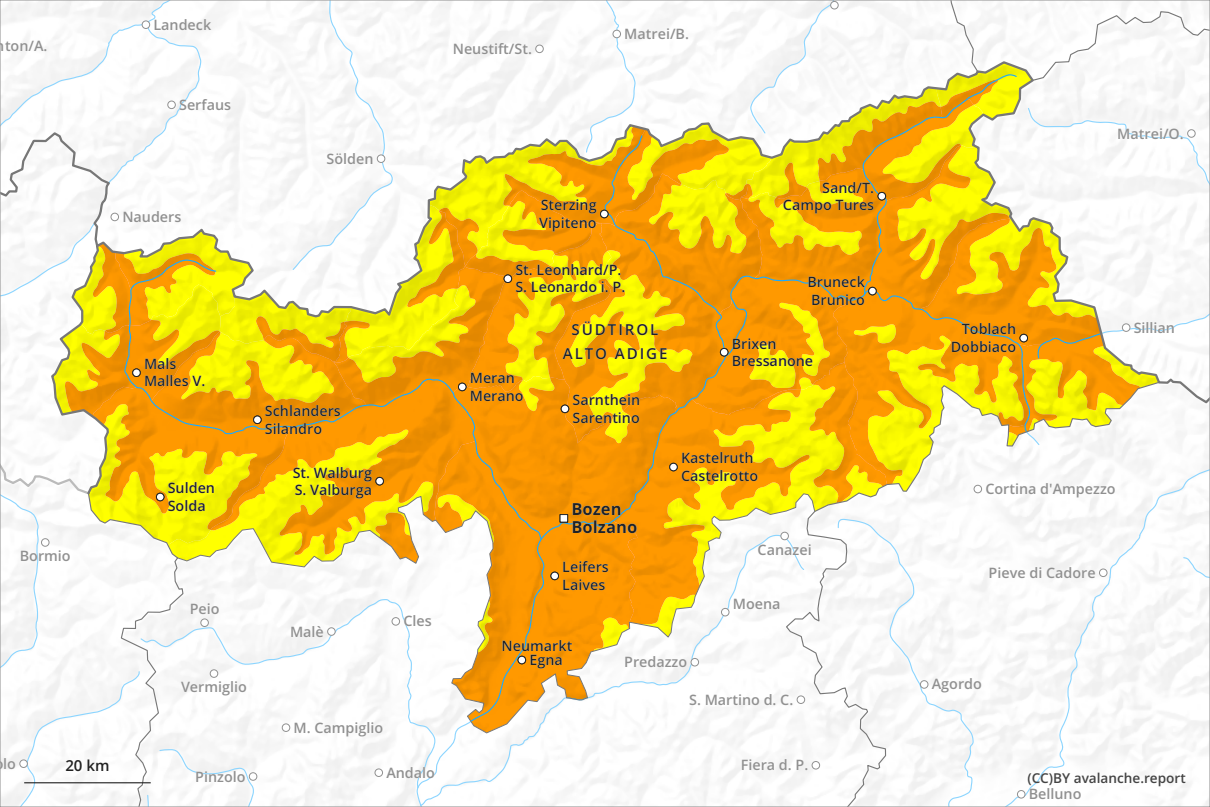 Landeck
nton/A.
Neustift/St.
Matrei/B.
Serfaus
Matrei/O.
Sölden
Nauders
Sand/T.
Campo Tures
Sterzing
Vipiteno
St. Leonhard/P.
S. Leonardo i. P.
Bruneck
Brunico
SÜDTIROL
ALTO ADIGE
Toblach
Dobbiaco
Sillian
Brixen
Bressanone
Mals
Malles V.
Meran
Merano
Schlanders
Silandro
Sarnthein
Sarentino
Kastelruth
Castelrotto
St. Walburg
S. Valburga
Sulden
Solda
Cortina d'Ampezzo
Bozen
Bolzano
Bormio
Canazei
Leifers
Laives
Pieve di Cadore
Peio
Moena
Malè
Cles
Neumarkt
Egna
Predazzo
Vermiglio
Agordo
S. Martino d. C.
M. Campiglio
olo
20 km
Pinzolo
Andalo
Fiera d. P.
(CC)BY avalanche.report
Belluno